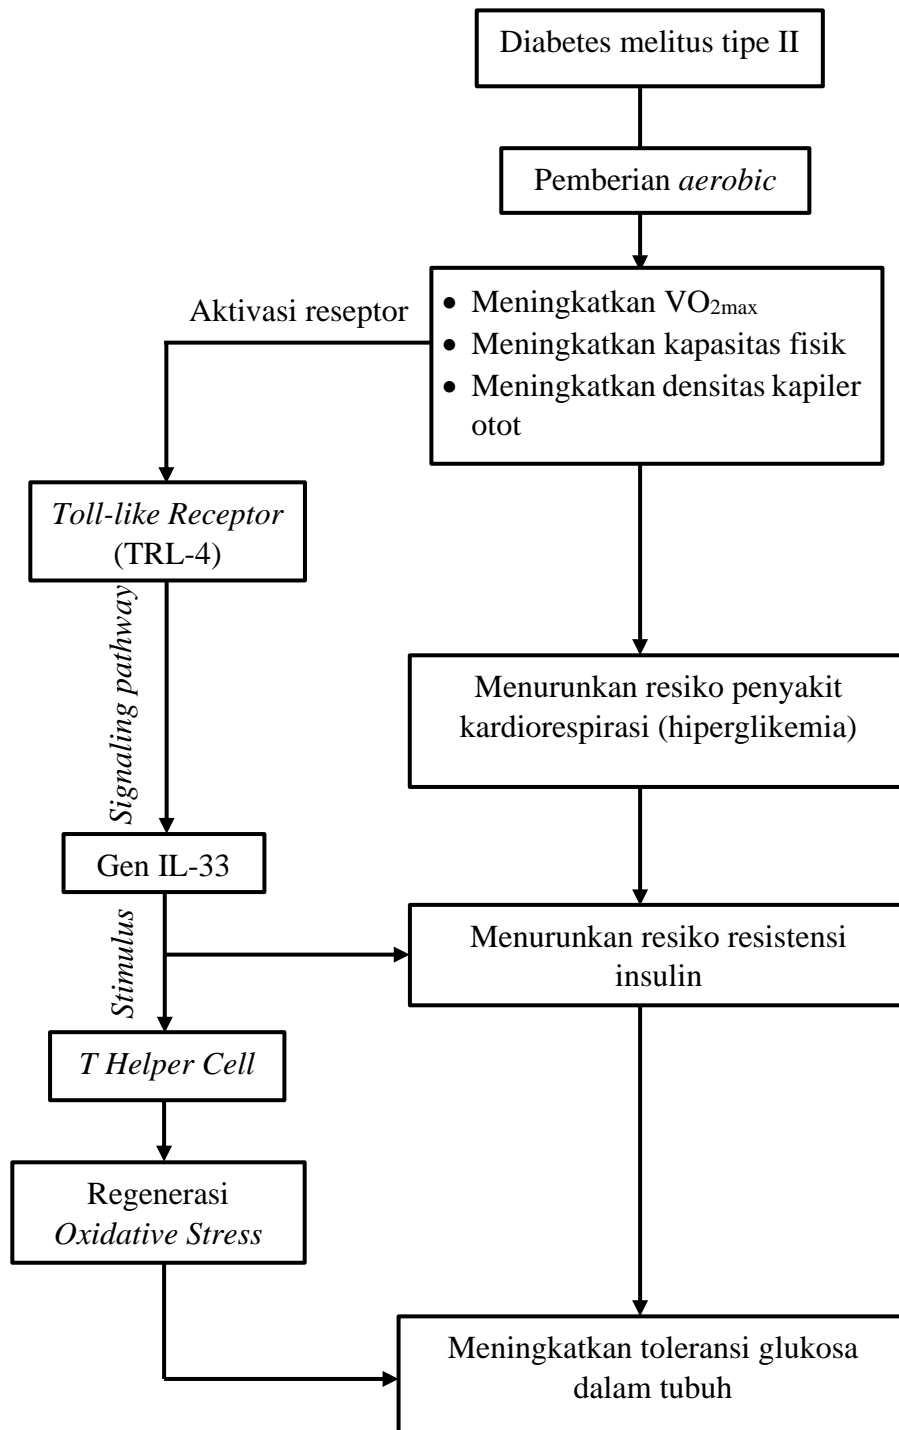 Diabetes melitus tipe II
Pemberian aerobic
Aktivasi reseptor
• Meningkatkan VO2max
• Meningkatkan kapasitas fisik
• Meningkatkan densitas kapiler
otot
Toll-like Receptor
(TRL-4)
Signaling pathway
Menurunkan resiko penyakit
kardiorespirasi (hiperglikemia)
Gen IL-33
Stimulus
Menurunkan resiko resistensi
insulin
T Helper Cell
Regenerasi
Oxidative Stress
Meningkatkan toleransi glukosa
dalam tubuh